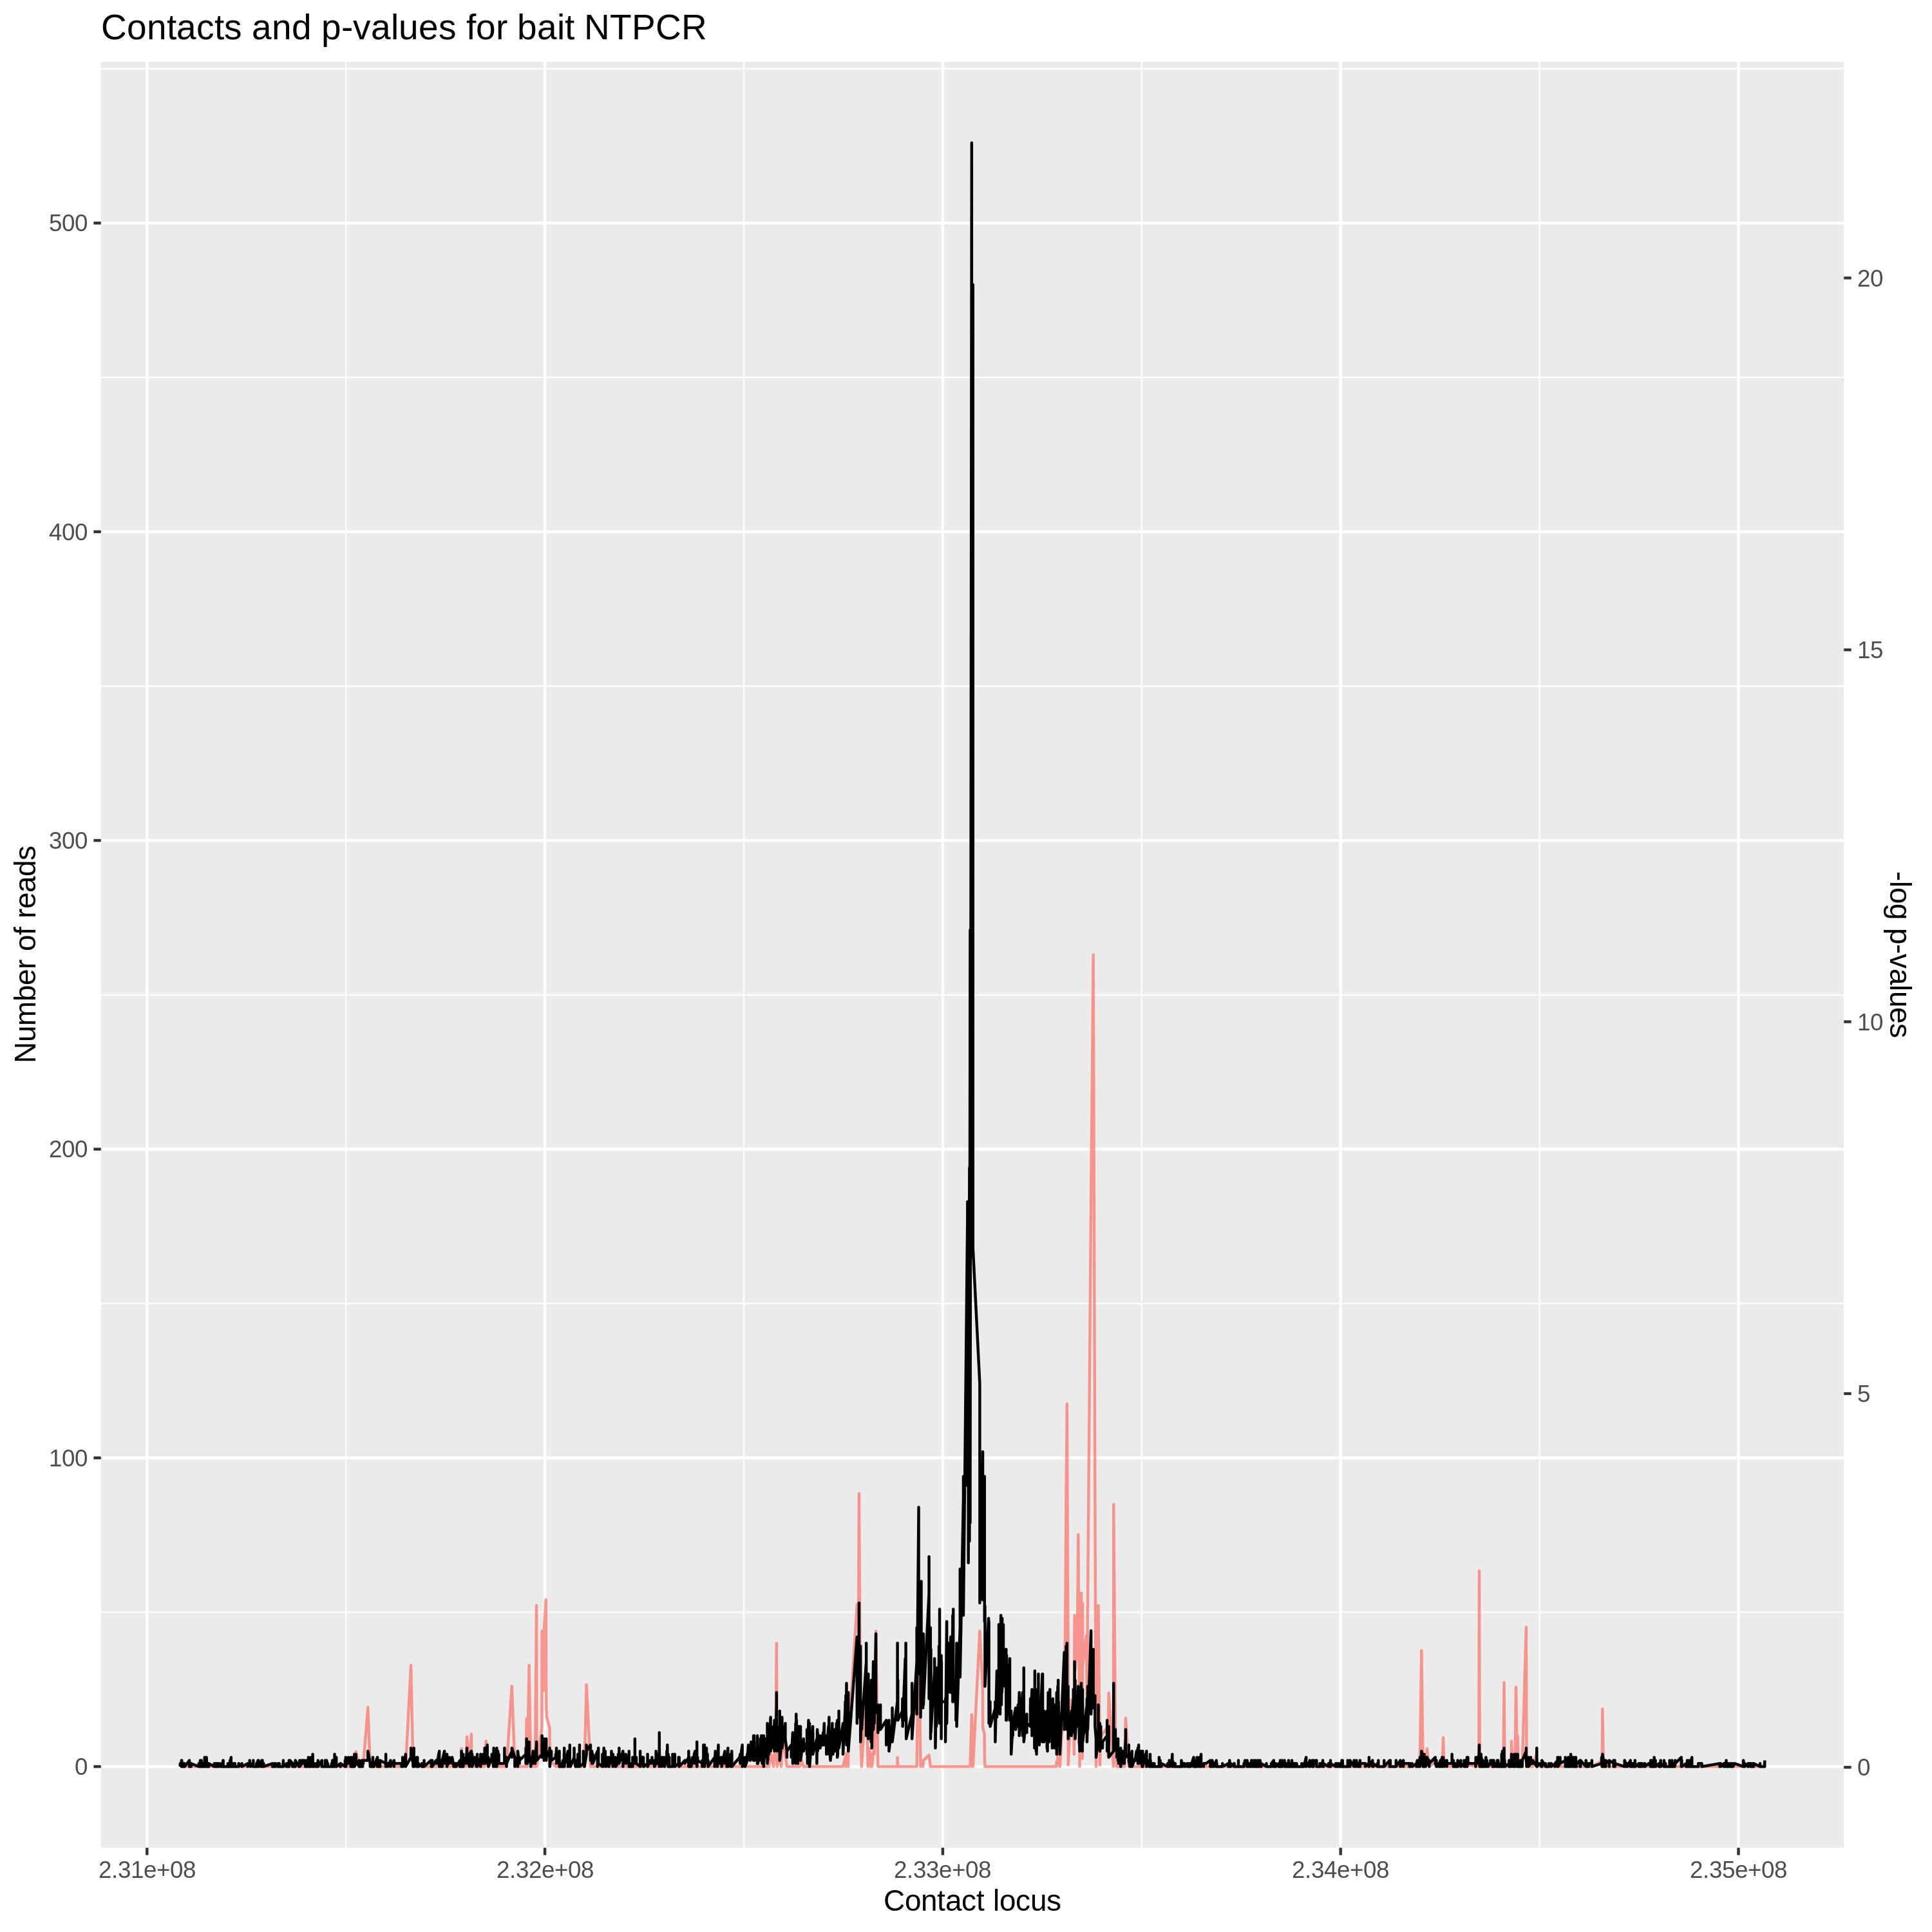 Contacts and p-values for bait NTPCR
Number of reads
500
400
300
200
100
0
20
15
10
5
0
-log p-values
2.31e+08
2.32e+08
2.33e+08
2.34e+08
2.35e+08
Contact locus